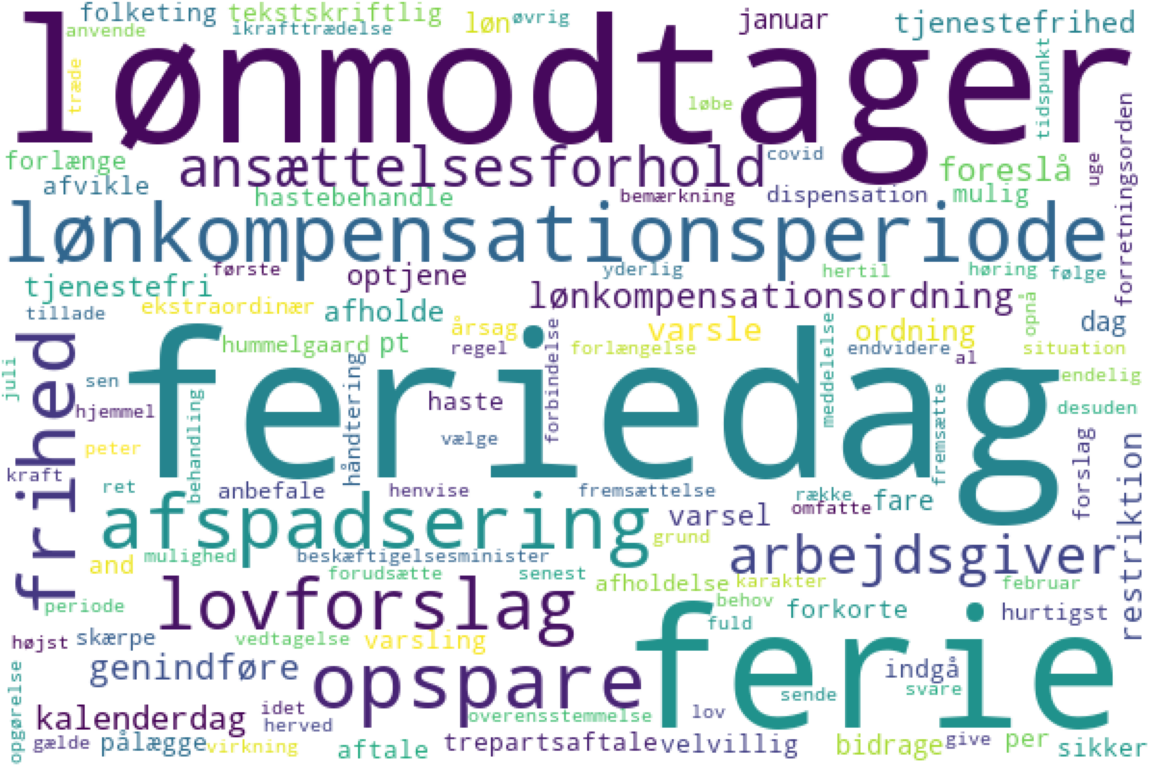 folketing tekstskriftlig løn øvrig januar tjenestefrihed
anvende ikrafttrædelse
lønmodtager
træde løbe tidspunkt
forlænge ansættelsesforhold covid foreslå uge forretningsorden
afvikle hastebehandle bemærkning dispensation mulig
lønkompensationsperiode
tjenestefri første optjene yderlig hertil høring følge
tillade ekstraordinær afholde lønkompensationsordning opnå
årsag varsle ordning dag
juli frihed hummelgaard pt regel forlængelse endvidere al situation
feriedag
sen håndtering forbindelse meddelelse endelig
hjemmel behandling haste fremsætte desuden
peter vælge
kraft ret anbefale henvise fremsættelse række fare forslag restriktion
afspadsering varsel omfatte
and mulighed beskæftigelsesminister grund arbejdsgiver
forudsætte senest afholdelse karakter februar
periode lovforslag behov forkorte hurtigst
højst skærpe vedtagelse varsling fuld ferie
opgørelse genindføre opspare indgå
sende svare
kalenderdag idet overensstemmelse lov
herved
gælde pålægge virkning aftale trepartsaftale velvillig bidrage give per sikker